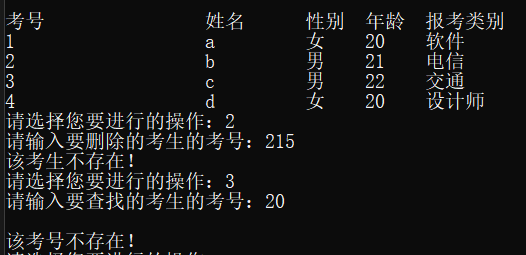 考号 姓名 性别 年龄 报考类别
1 a 女 20 软件
2 b 男 21 电信
3 c 男 22 交通
4 d 女 20 设计师
请选择您要进行的操作：2
请输入要删除的考生的考号：215
该考生不存在！
请选择您要进行的操作：3
请输入要查找的考生的考号：20
该考号不存在！